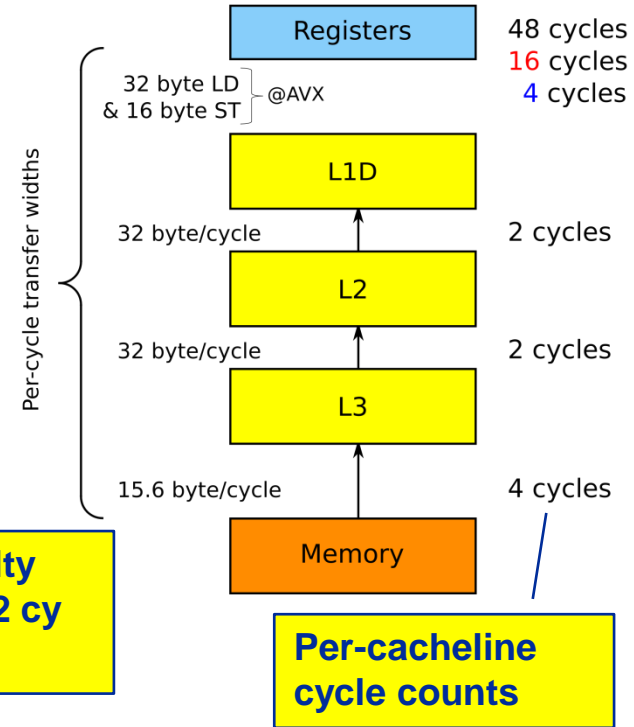 Registers
48 cycles
16 cycles
4 cycles
32 byte LD
& 16 byte ST
@AVX
Per-cycle transfer widths
L1D
32 byte/cycle
2 cycles
L2
32 byte/cycle
2 cycles
L3
15.6 byte/cycle
4 cycles
Memory
2 cy
Per-cacheline
cycle counts